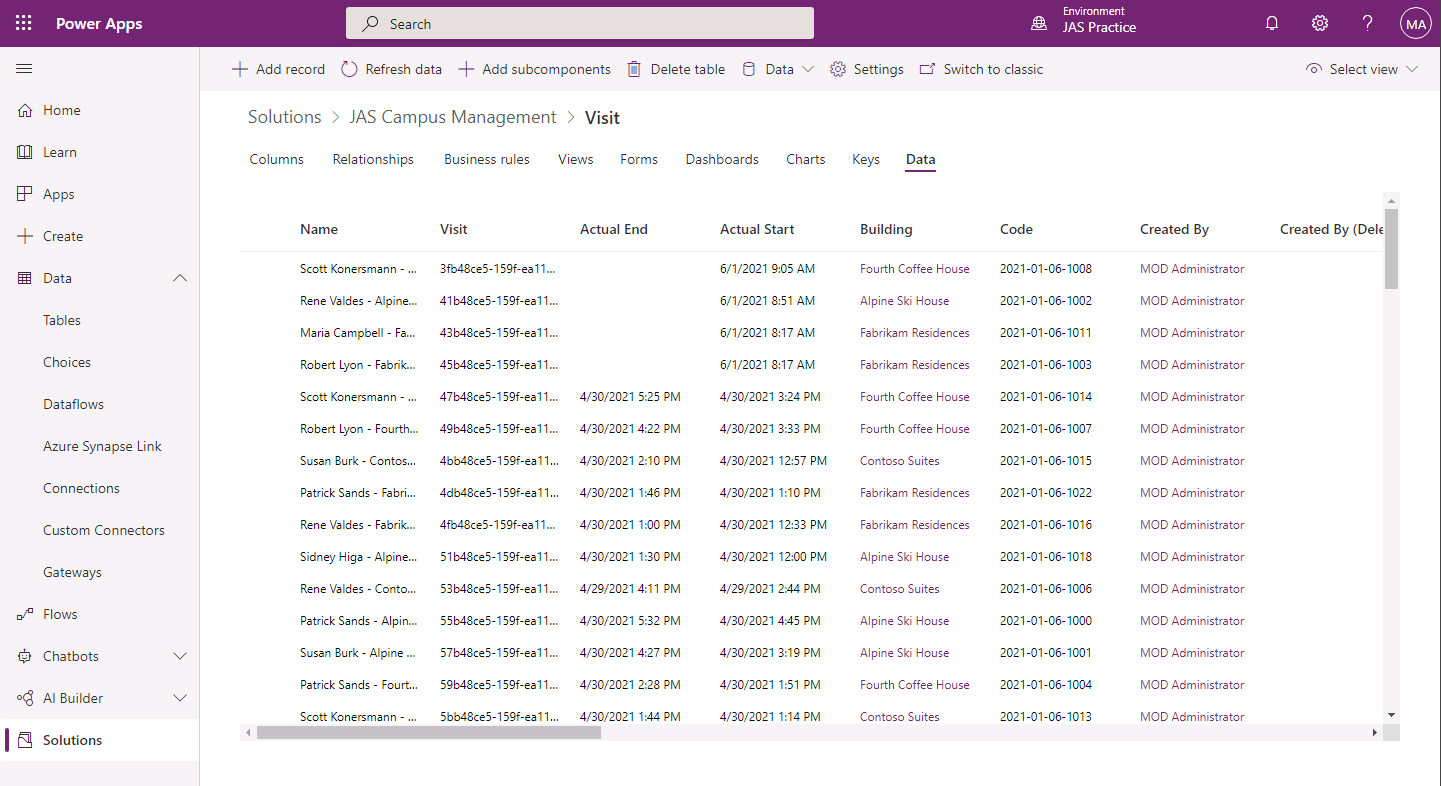 Power Apps
Search
Environment
JAS Practice
MA
Add record
Refresh data
Add subcomponents
Delete table
Data
Settings
Switch to classic
Select view
Home
Learn
Apps
Create
Data
Tables
Choices
Dataflows
Azure Synapse Link
Connections
Custom Connectors
Gateways
Flows
Chatbots
AI Builder
Solutions
Solutions > JAS Campus Management > Visit
Columns Relationships Business rules Views Forms Dashboards Charts Keys Data
Name Visit Actual End Actual Start Building Code Created By Created By (Dele
Scott Konersmann - ... 3fb48ce5-159f-ea11... 6/1/2021 9:05 AM Fourth Coffee House 2021-01-06-1008 MOD Administrator
Rene Valdes - Alpine... 41b48ce5-159f-ea11... 6/1/2021 8:51 AM Alpine Ski House 2021-01-06-1002 MOD Administrator
Maria Campbell - Fa... 43b48ce5-159f-ea11... 6/1/2021 8:17 AM Fabrikam Residences 2021-01-06-1011 MOD Administrator
Robert Lyon - Fabrik... 45b48ce5-159f-ea11... 6/1/2021 8:17 AM Fabrikam Residences 2021-01-06-1003 MOD Administrator
Scott Konersmann - ... 47b48ce5-159f-ea11... 4/30/2021 5:25 PM 4/30/2021 3:24 PM Fourth Coffee House 2021-01-06-1014 MOD Administrator
Robert Lyon - Fourth... 49b48ce5-159f-ea11... 4/30/2021 4:22 PM 4/30/2021 3:33 PM Fourth Coffee House 2021-01-06-1007 MOD Administrator
Susan Burk - Contos... 4bb48ce5-159f-ea11... 4/30/2021 2:10 PM 4/30/2021 12:57 PM Contoso Suites 2021-01-06-1015 MOD Administrator
Patrick Sands - Fabri... 4db48ce5-159f-ea11... 4/30/2021 1:46 PM 4/30/2021 1:10 PM Fabrikam Residences 2021-01-06-1022 MOD Administrator
Rene Valdes - Fabrik... 4fb48ce5-159f-ea11... 4/30/2021 1:00 PM 4/30/2021 12:33 PM Fabrikam Residences 2021-01-06-1016 MOD Administrator
Sidney Higa - Alpine... 51b48ce5-159f-ea11... 4/30/2021 1:30 PM 4/30/2021 12:00 PM Alpine Ski House 2021-01-06-1018 MOD Administrator
Rene Valdes - Conto... 53b48ce5-159f-ea11... 4/29/2021 4:11 PM 4/29/2021 2:44 PM Contoso Suites 2021-01-06-1006 MOD Administrator
Patrick Sands - Alpin... 55b48ce5-159f-ea11... 4/30/2021 5:32 PM 4/30/2021 4:45 PM Alpine Ski House 2021-01-06-1000 MOD Administrator
Susan Burk - Alpine ... 57b48ce5-159f-ea11... 4/30/2021 4:27 PM 4/30/2021 3:19 PM Alpine Ski House 2021-01-06-1001 MOD Administrator
Patrick Sands - Fourt... 59b48ce5-159f-ea11... 4/30/2021 2:28 PM 4/30/2021 1:51 PM Fourth Coffee House 2021-01-06-1004 MOD Administrator
Scott Konersmann - ... 5bb48ce5-159f-ea11... 4/30/2021 1:44 PM 4/30/2021 1:14 PM Contoso Suites 2021-01-06-1013 MOD Administrator